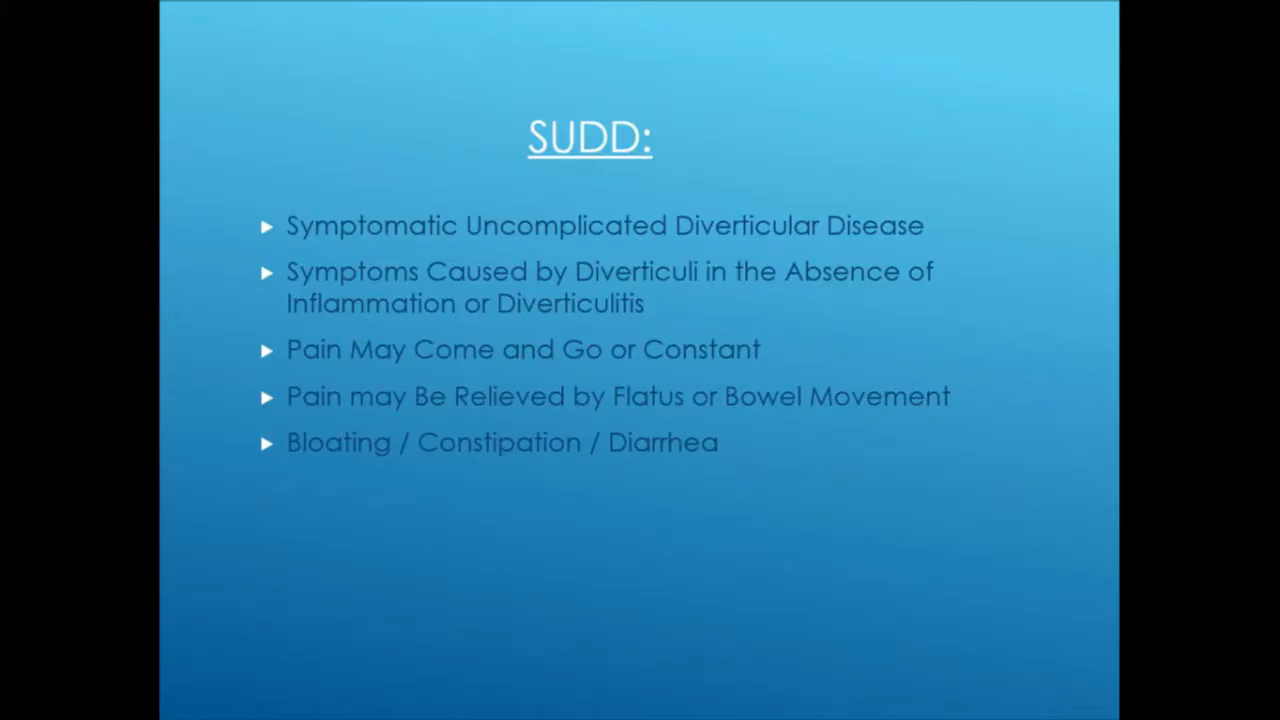 SUDD:
Symptomatic Uncomplicated Diverticular Disease
Symptoms Caused by Diverticuli in the Absence of
Inflammation or Diverticulitis
Pain May Come and Go or Constant
Pain may Be Relieved by Flatus or Bowel Movement
Bloating / Constipation / Diarrhea